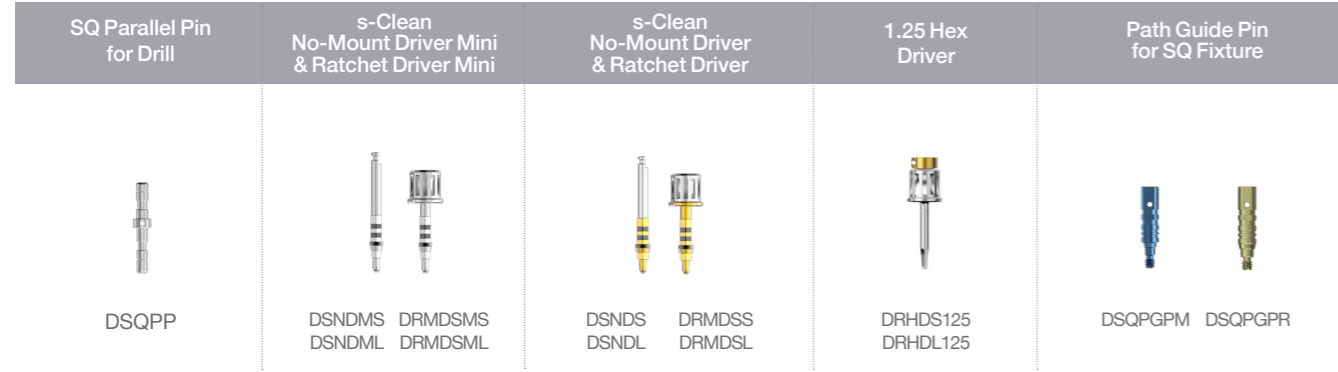 SQ Parallel Pin
for Drill
s-Clean
No-Mount Driver Mini
& Ratchet Driver Mini
s-Clean
No-Mount Driver
& Ratchet Driver
1.25 Hex
Driver
Path Guide Pin
for SQ Fixture
DSQPP
DSNDMS DRMDSMS
DSNDML DRMDSML
DSNDS DRMDSS
DSNDL DRMDSL
DRHDS125
DRHDL125
DSQPGPM DSQPGPR